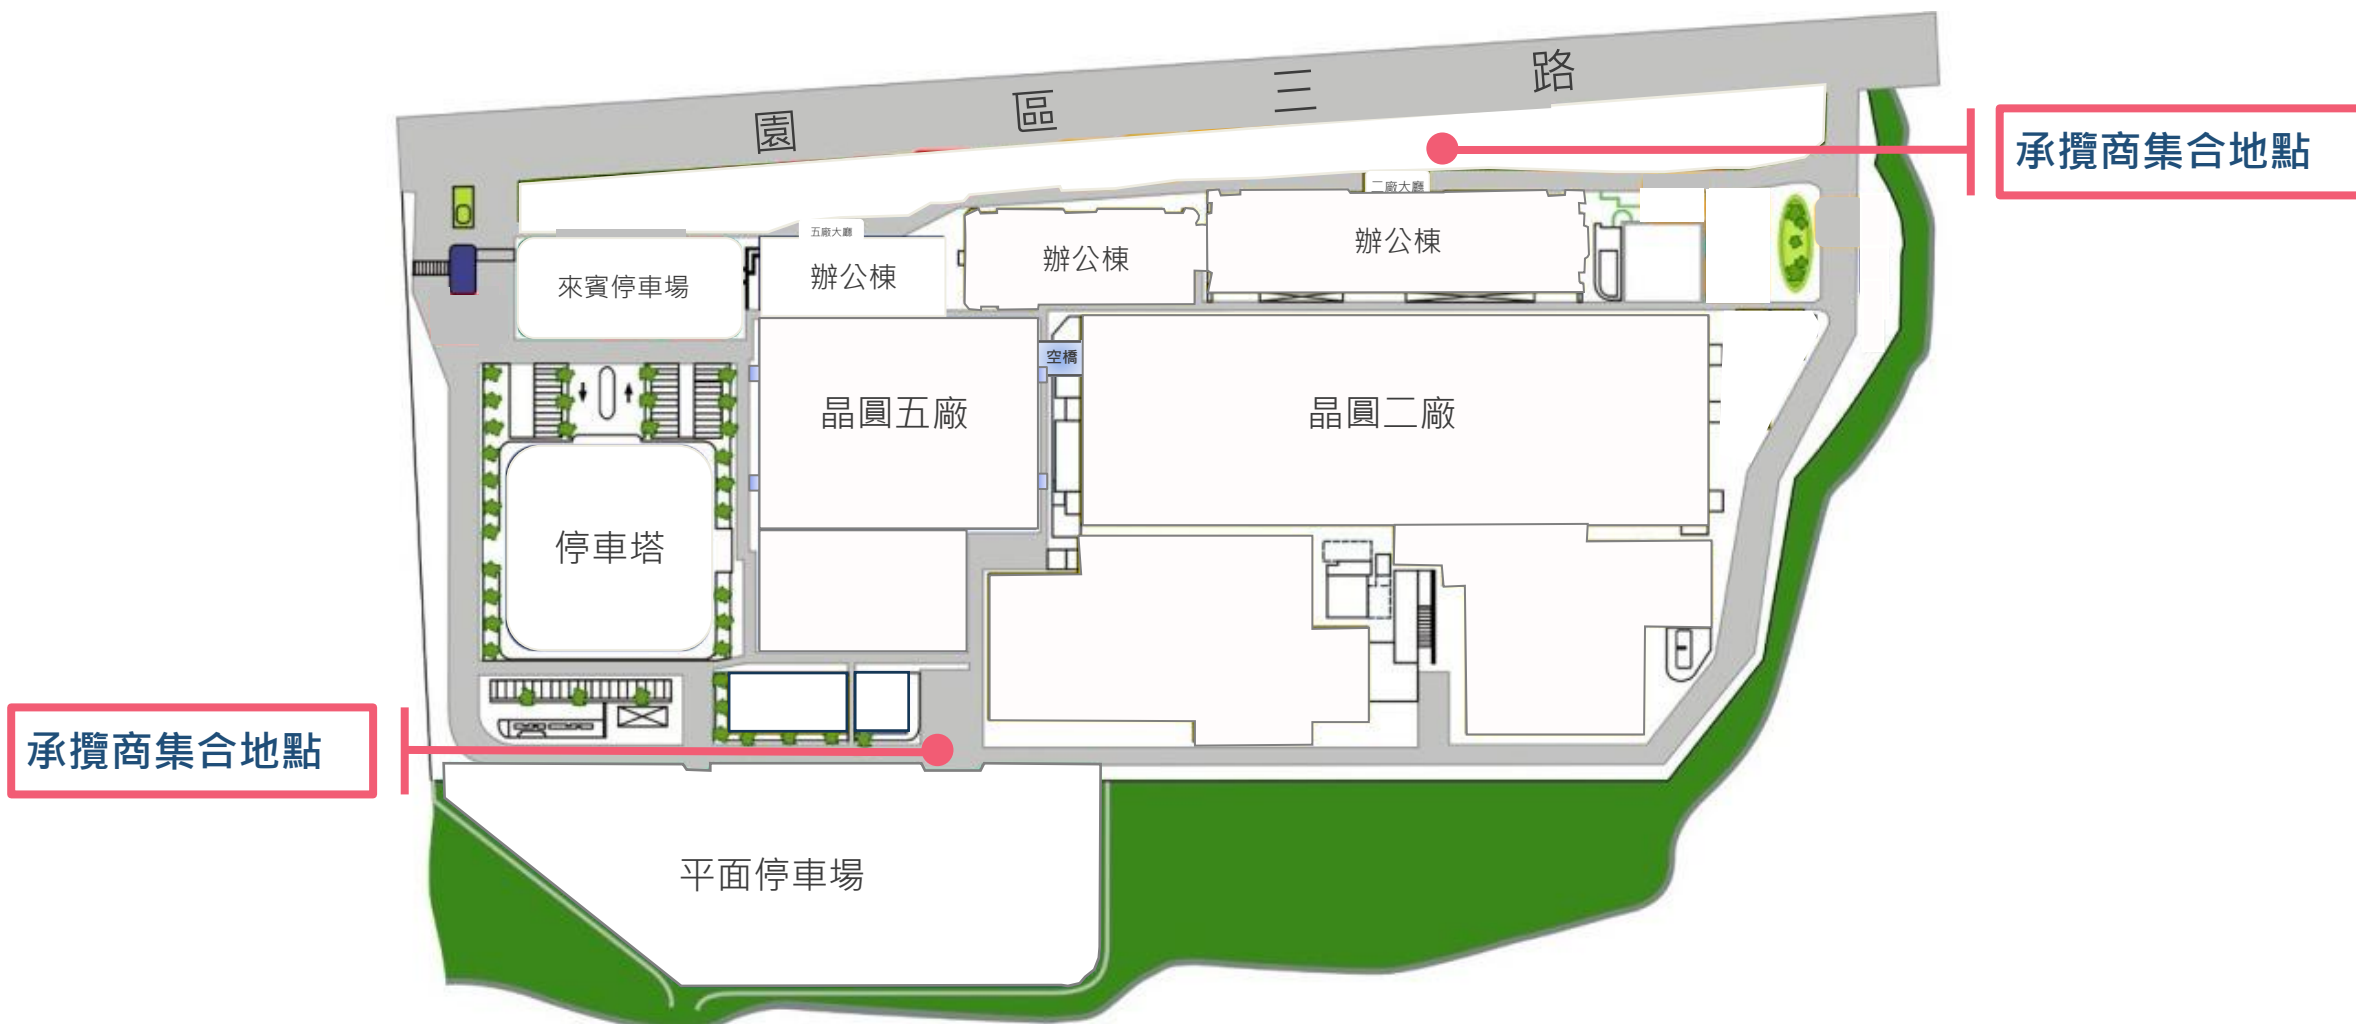 園區三路
承攬商集合地點
二廠大廳
五廠大廳
辦公棟
辦公棟
辦公棟
來賓停車場
空橋
晶圓五廠
晶圓二廠
停車塔
承攬商集合地點
平面停車場